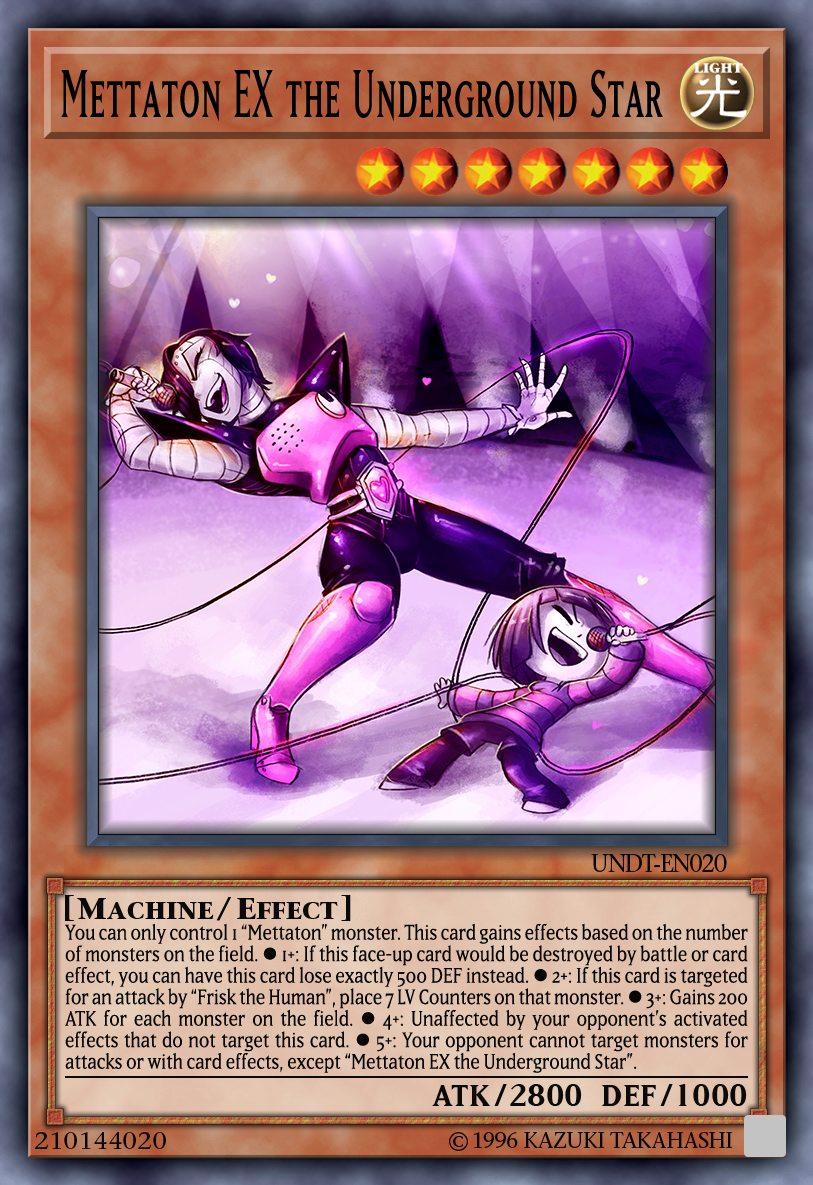 Mettaton EX the Underground Star
LIGHT
光
UNDT-EN020
[Machine/Effect]
You can only control 1 “Mettaton” monster. This card gains effects based on the number
of monsters on the field. ● 1+: If this face-up card would be destroyed by battle or card
effect, you can have this card lose exactly 500 DEF instead. ● 2+: If this card is targeted
for an attack by “Frisk the Human”, place 7 LV Counters on that monster. ● 3+: Gains 200
ATK for each monster on the field. ● 4+: Unaffected by your opponent’s activated
effects that do not target this card. ● 5+: Your opponent cannot target monsters for
attacks or with card effects, except “Mettaton EX the Underground Star”.
ATK/2800 DEF/1000
210144020
© 1996 KAZUKI TAKAHASHI